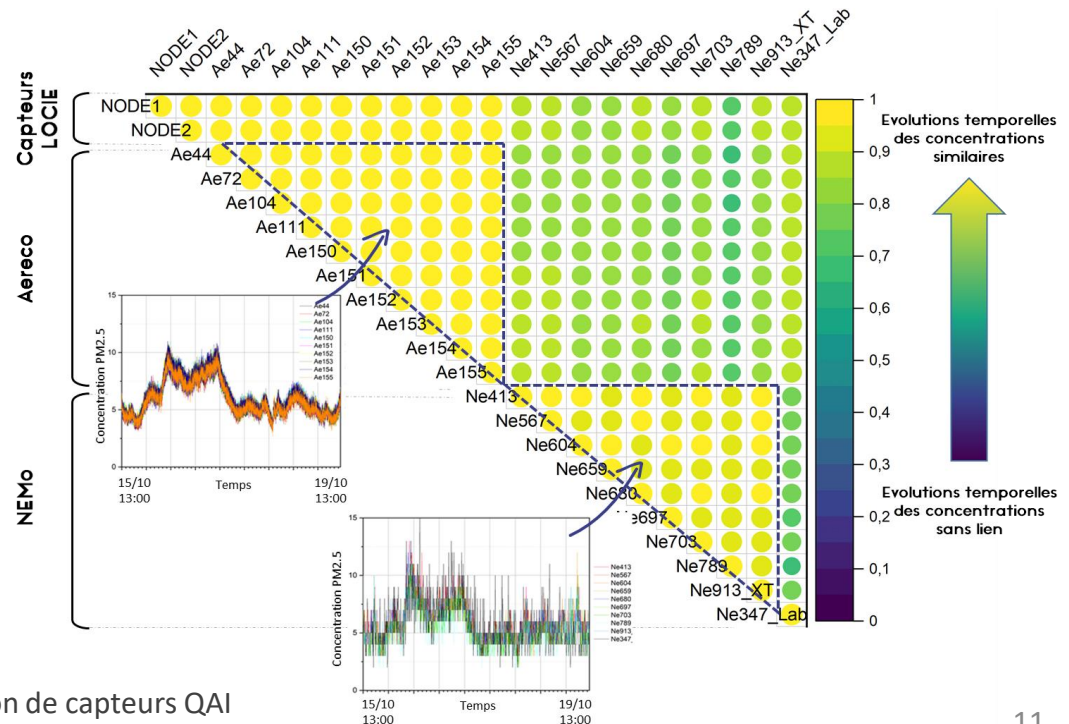 NODE1
NODE2
Ae44
Ae72
Ae104
Ae111
Ae150
Ae151
Ae152
Ae153
Ae154
Ae155
Ne413
Ne567
Ne604
Ne659
Ne680
Ne697
Ne703
Ne789
Ne913_XT
Ne347_Lab
Capteurs
LOCIE
Aereco
NEMo
NODE1
NODE2
Ae44
Ae72
Ae104
Ae111
Ae150
Ae151
Ae152
Ae153
Ae154
Ae155
Ne413
Ne567
Ne604
Ne659
Ne680
e697
Ne703
Ne789
Ne913_XT
Ne347_Lab
1
0,9
0,8
0,7
0,6
0,5
0,4
0,3
0,2
0,1
0
Evolutions temporelles
des concentrations
similaires
Evolutions temporelles
des concentrations
sans lien
Concentration PM2.5
15
10
5
0
Ae44
Ae72
Ae104
Ae111
Ae150
Ae151
Ae152
Ae153
Ae154
Ae155
15/10
13:00
Temps
19/10
13:00
Concentration PM2.5
15
10
5
0
Ne413
Ne567
Ne604
Ne659
Ne680
Ne697
Ne703
Ne789
Ne913_
Ne347_
15/10
13:00
Temps
19/10
13:00
on de capteurs QAI
11